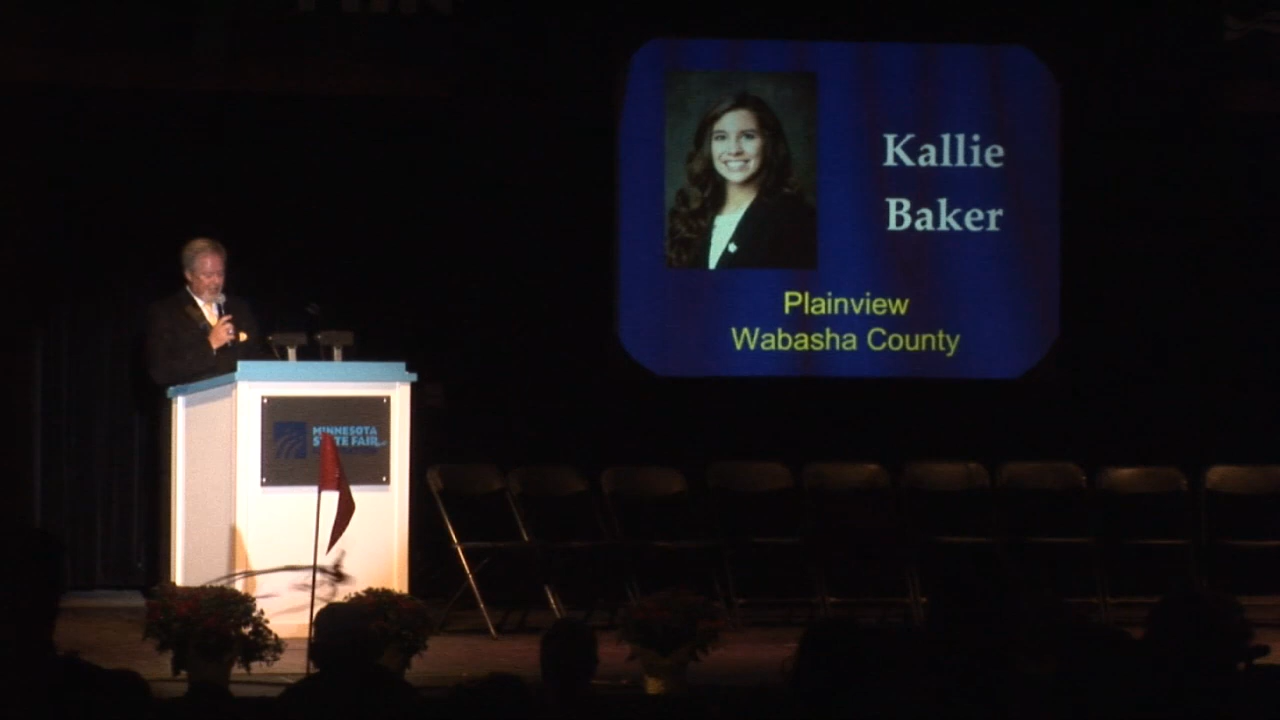 Kallie
Baker
Plainview
Wabasha County
MINNESOTA
STATE FAIR